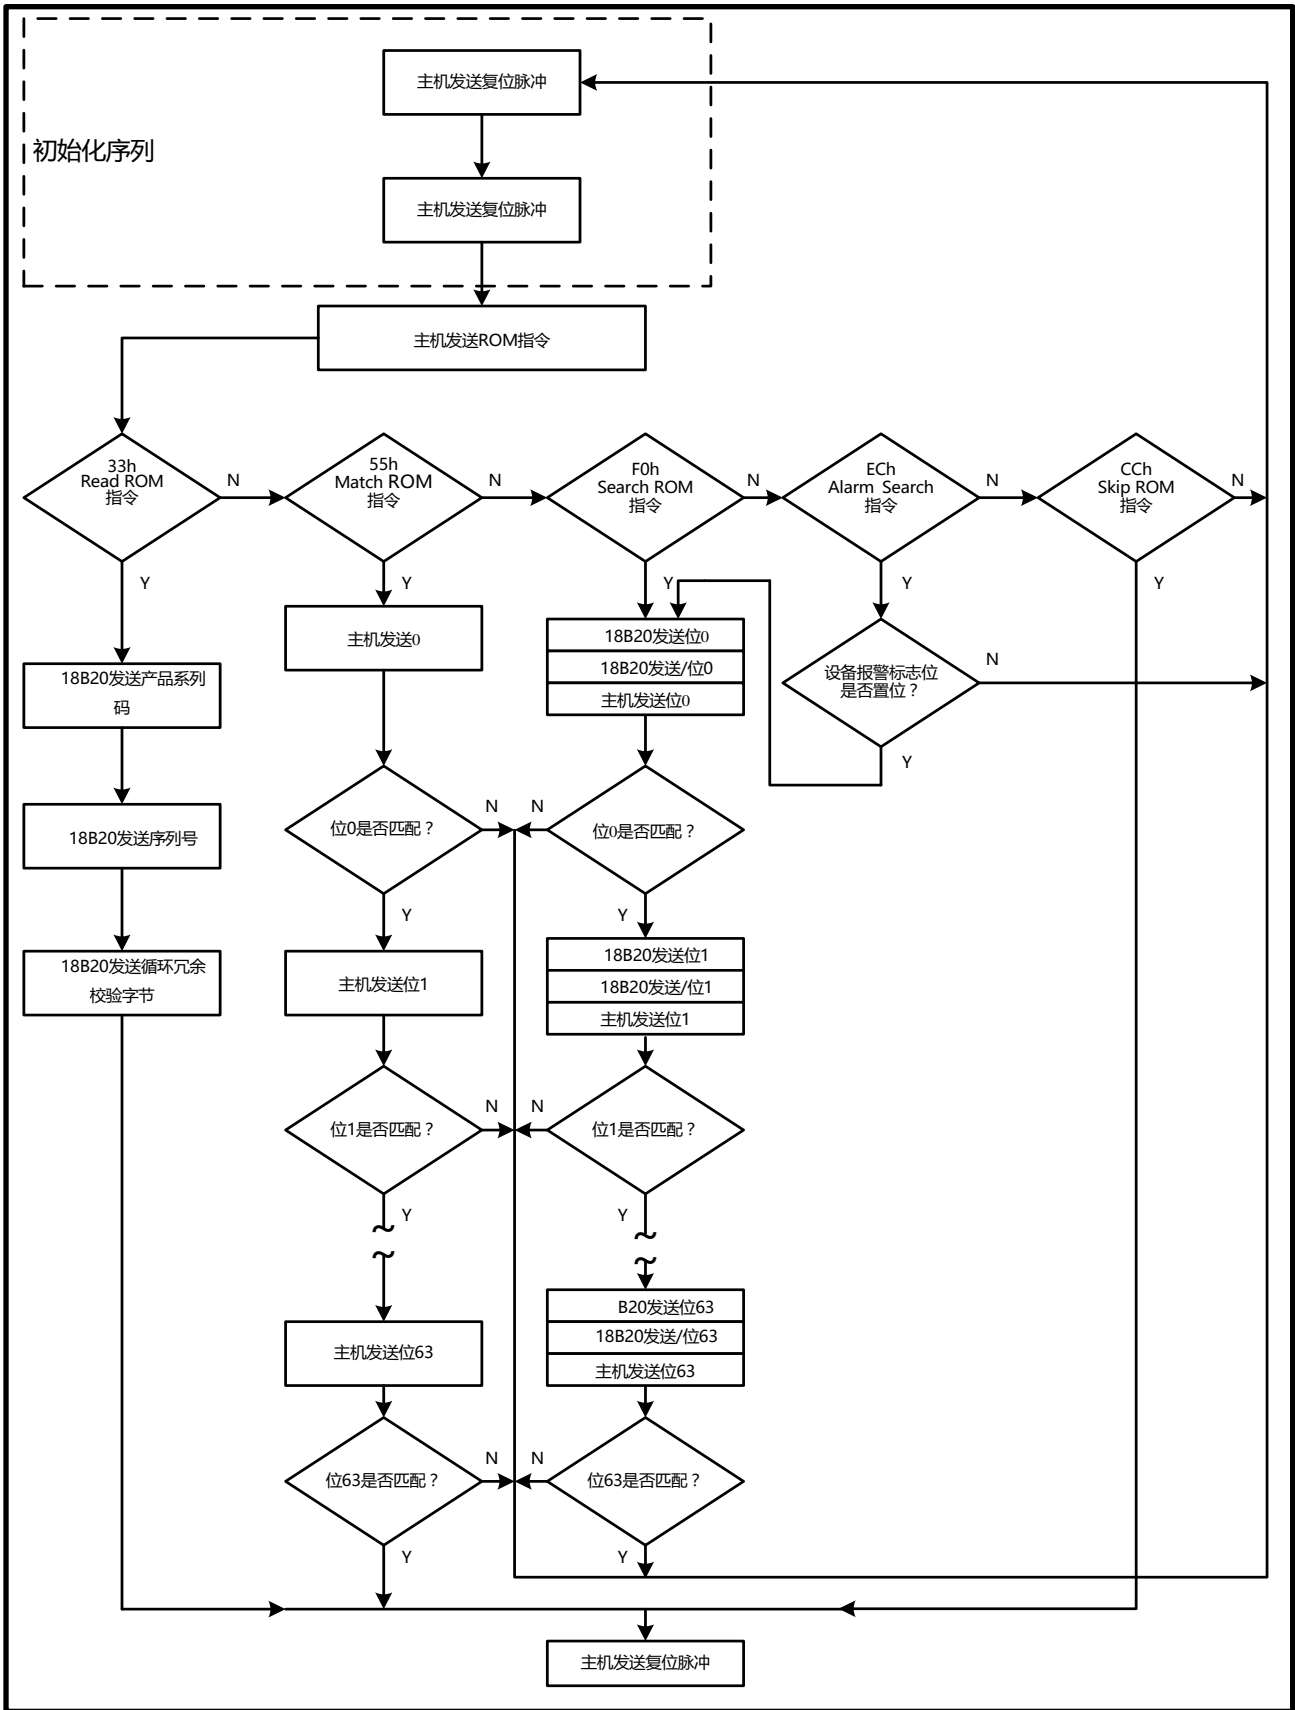 主机发送复位脉冲
初始化序列
主机发送复位脉冲
主机发送ROM指令
33h
Read ROM
指令
N
55h
Match ROM
指令
N
F0h
Search ROM
指令
N
ECh
Alarm Search
指令
N
CCh
Skip ROM
指令
N
Y
Y
Y
Y
Y
18B20发送产品系列
码
18B20发送序列号
18B20发送循环冗余
校验字节
主机发送0
位0是否匹配？
N
Y
主机发送位1
位1是否匹配？
N
Y
主机发送位63
位63是否匹配？
N
Y
18B20发送位0
18B20发送/位0
主机发送位0
位0是否匹配？
N
Y
18B20发送位1
18B20发送/位1
主机发送位1
位1是否匹配？
N
Y
B20发送位63
18B20发送/位63
主机发送位63
位63是否匹配？
N
Y
设备报警标志位
是否置位？
N
Y
主机发送复位脉冲